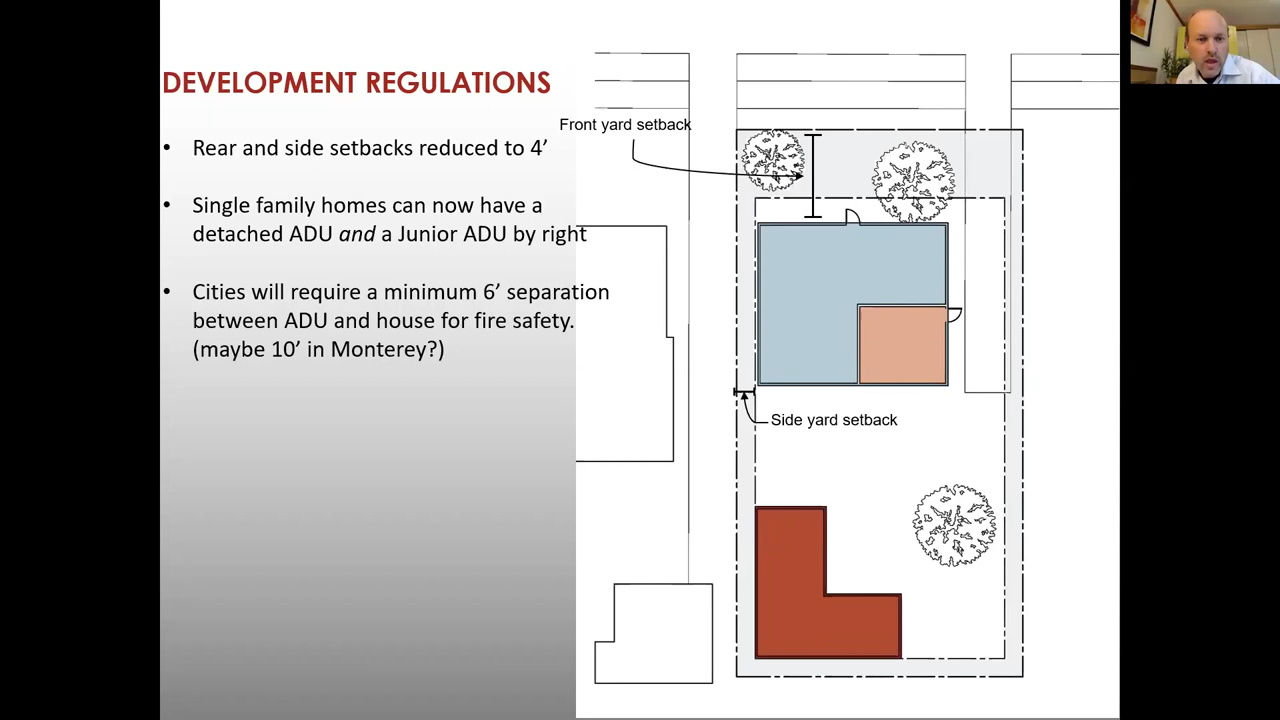 DEVELOPMENT REGULATIONS
• Rear and side setbacks reduced to 4’
• Single family homes can now have a
detached ADU and a Junior ADU by right
• Cities will require a minimum 6’ separation
between ADU and house for fire safety.
(maybe 10’ in Monterey?)
Front yard setback
Side yard setback